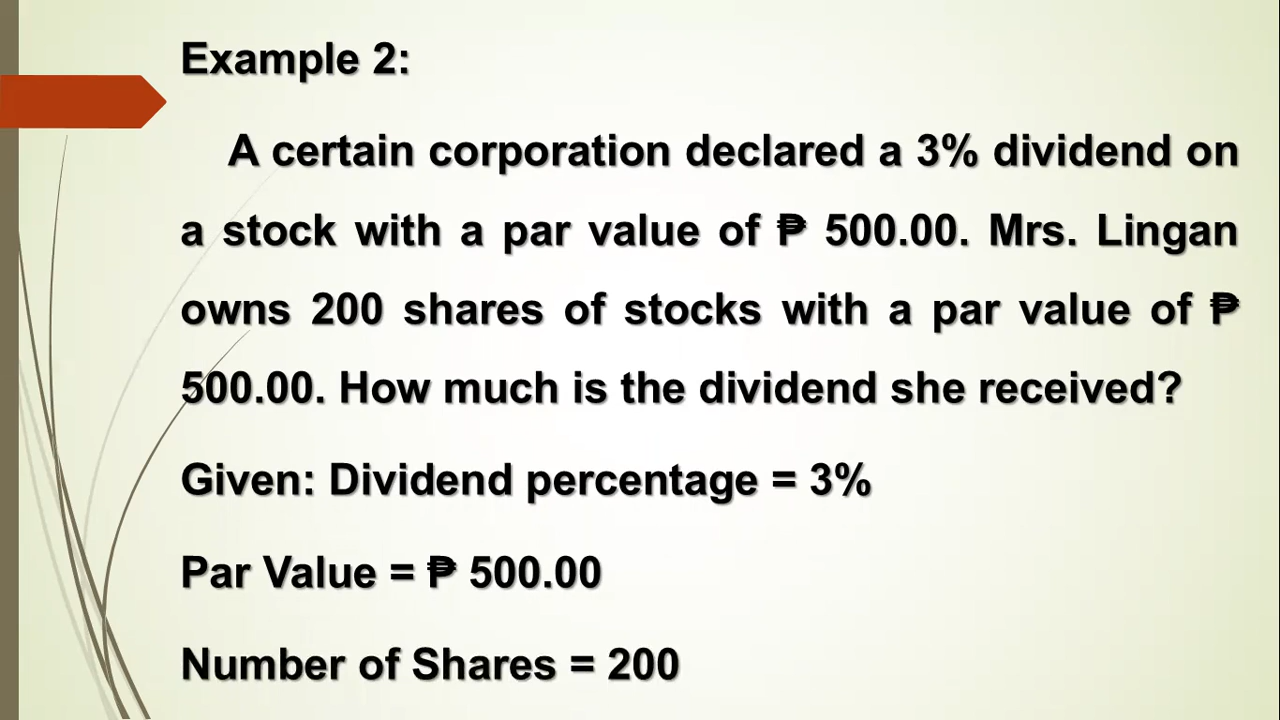 Example 2:
A certain corporation declared a 3% dividend on
a stock with a par value of ₱ 500.00. Mrs. Lingan
owns 200 shares of stocks with a par value of ₱
500.00. How much is the dividend she received?
Given: Dividend percentage = 3%
Par Value = ₱ 500.00
Number of Shares = 200